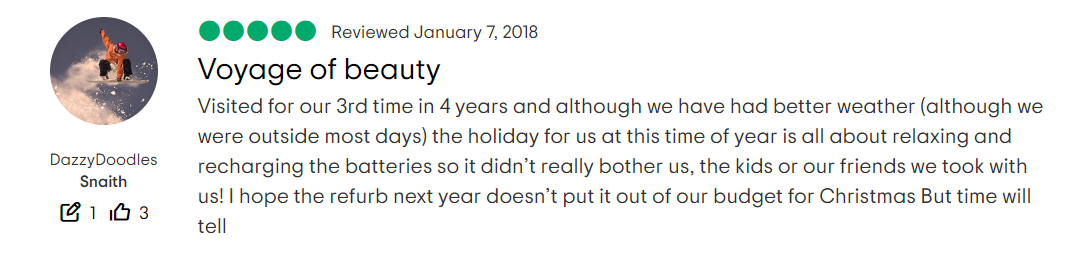 Reviewed January 7, 2018
Voyage of beauty
Visited for our 3rd time in 4 years and although we have had better weather (although we
were outside most days) the holiday for us at this time of year is all about relaxing and
recharging the batteries so it didn’t really bother us, the kids or our friends we took with
us! I hope the refurb next year doesn’t put it out of our budget for Christmas But time will
tell
DazzyDoodles
Snaith
1 3